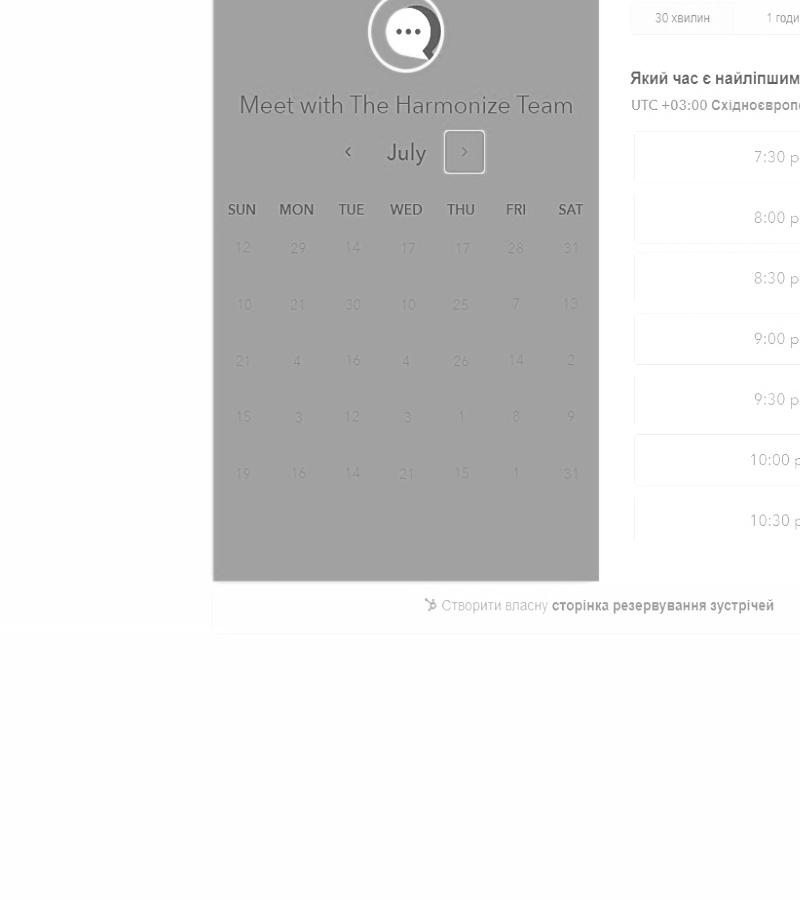 30 хвилин 1 годи
Meet with The Harmonize Team
Який час є найліпшим
UTC +03:00 Східноєвропе
July
SUN MON TUE WED THU FRI SAT
12 29 14 17 17 28 31
10 21 30 10 25 7 13
21 4 16 4 26 14 2
15 3 12 3 1 8 9
19 16 14 21 15 1 31
7:30 р
8:00 р
8:30 р
9:00 р
9:30 р
10:00 р
10:30 р
Створити власну сторінка резервування зустрічей